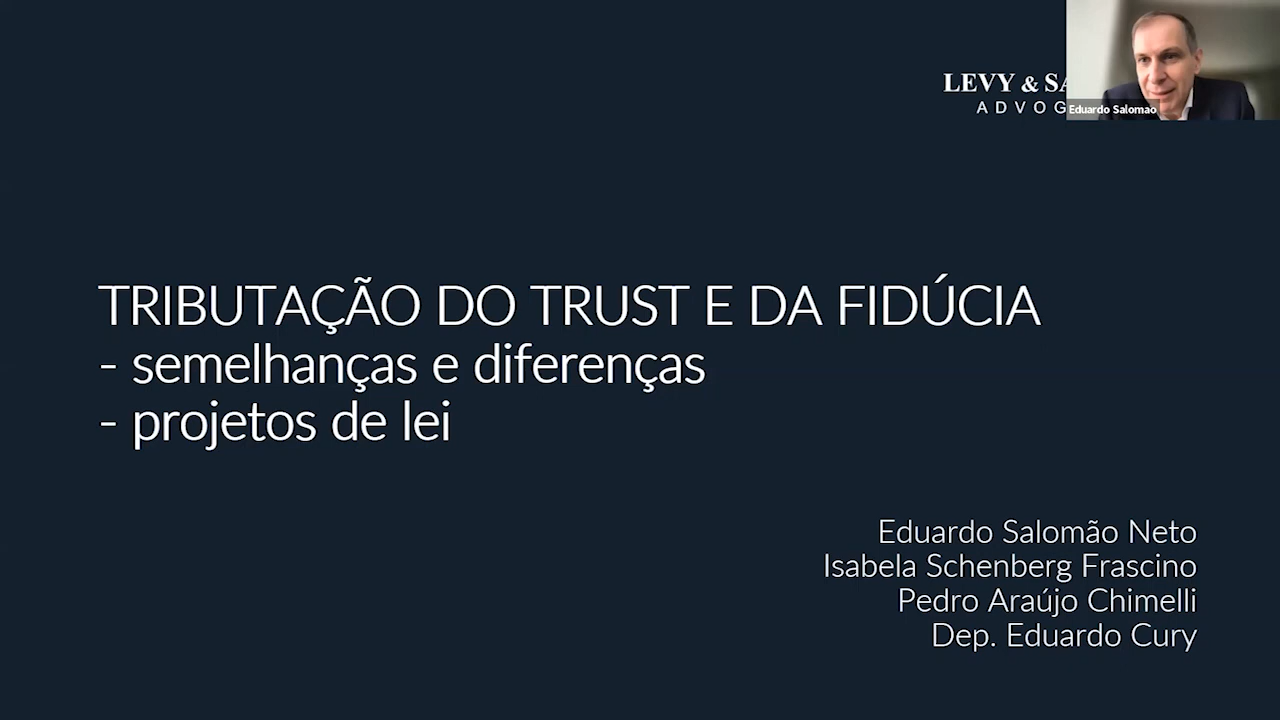 LEVY & SA
ADVOG
Eduardo Salomao
TRIBUTAÇÃO DO TRUST E DA FIDÚCIA
- semelhanças e diferenças
- projetos de lei
Eduardo Salomão Neto
Isabela Schenberg Frascino
Pedro Araújo Chimelli
Dep. Eduardo Cury